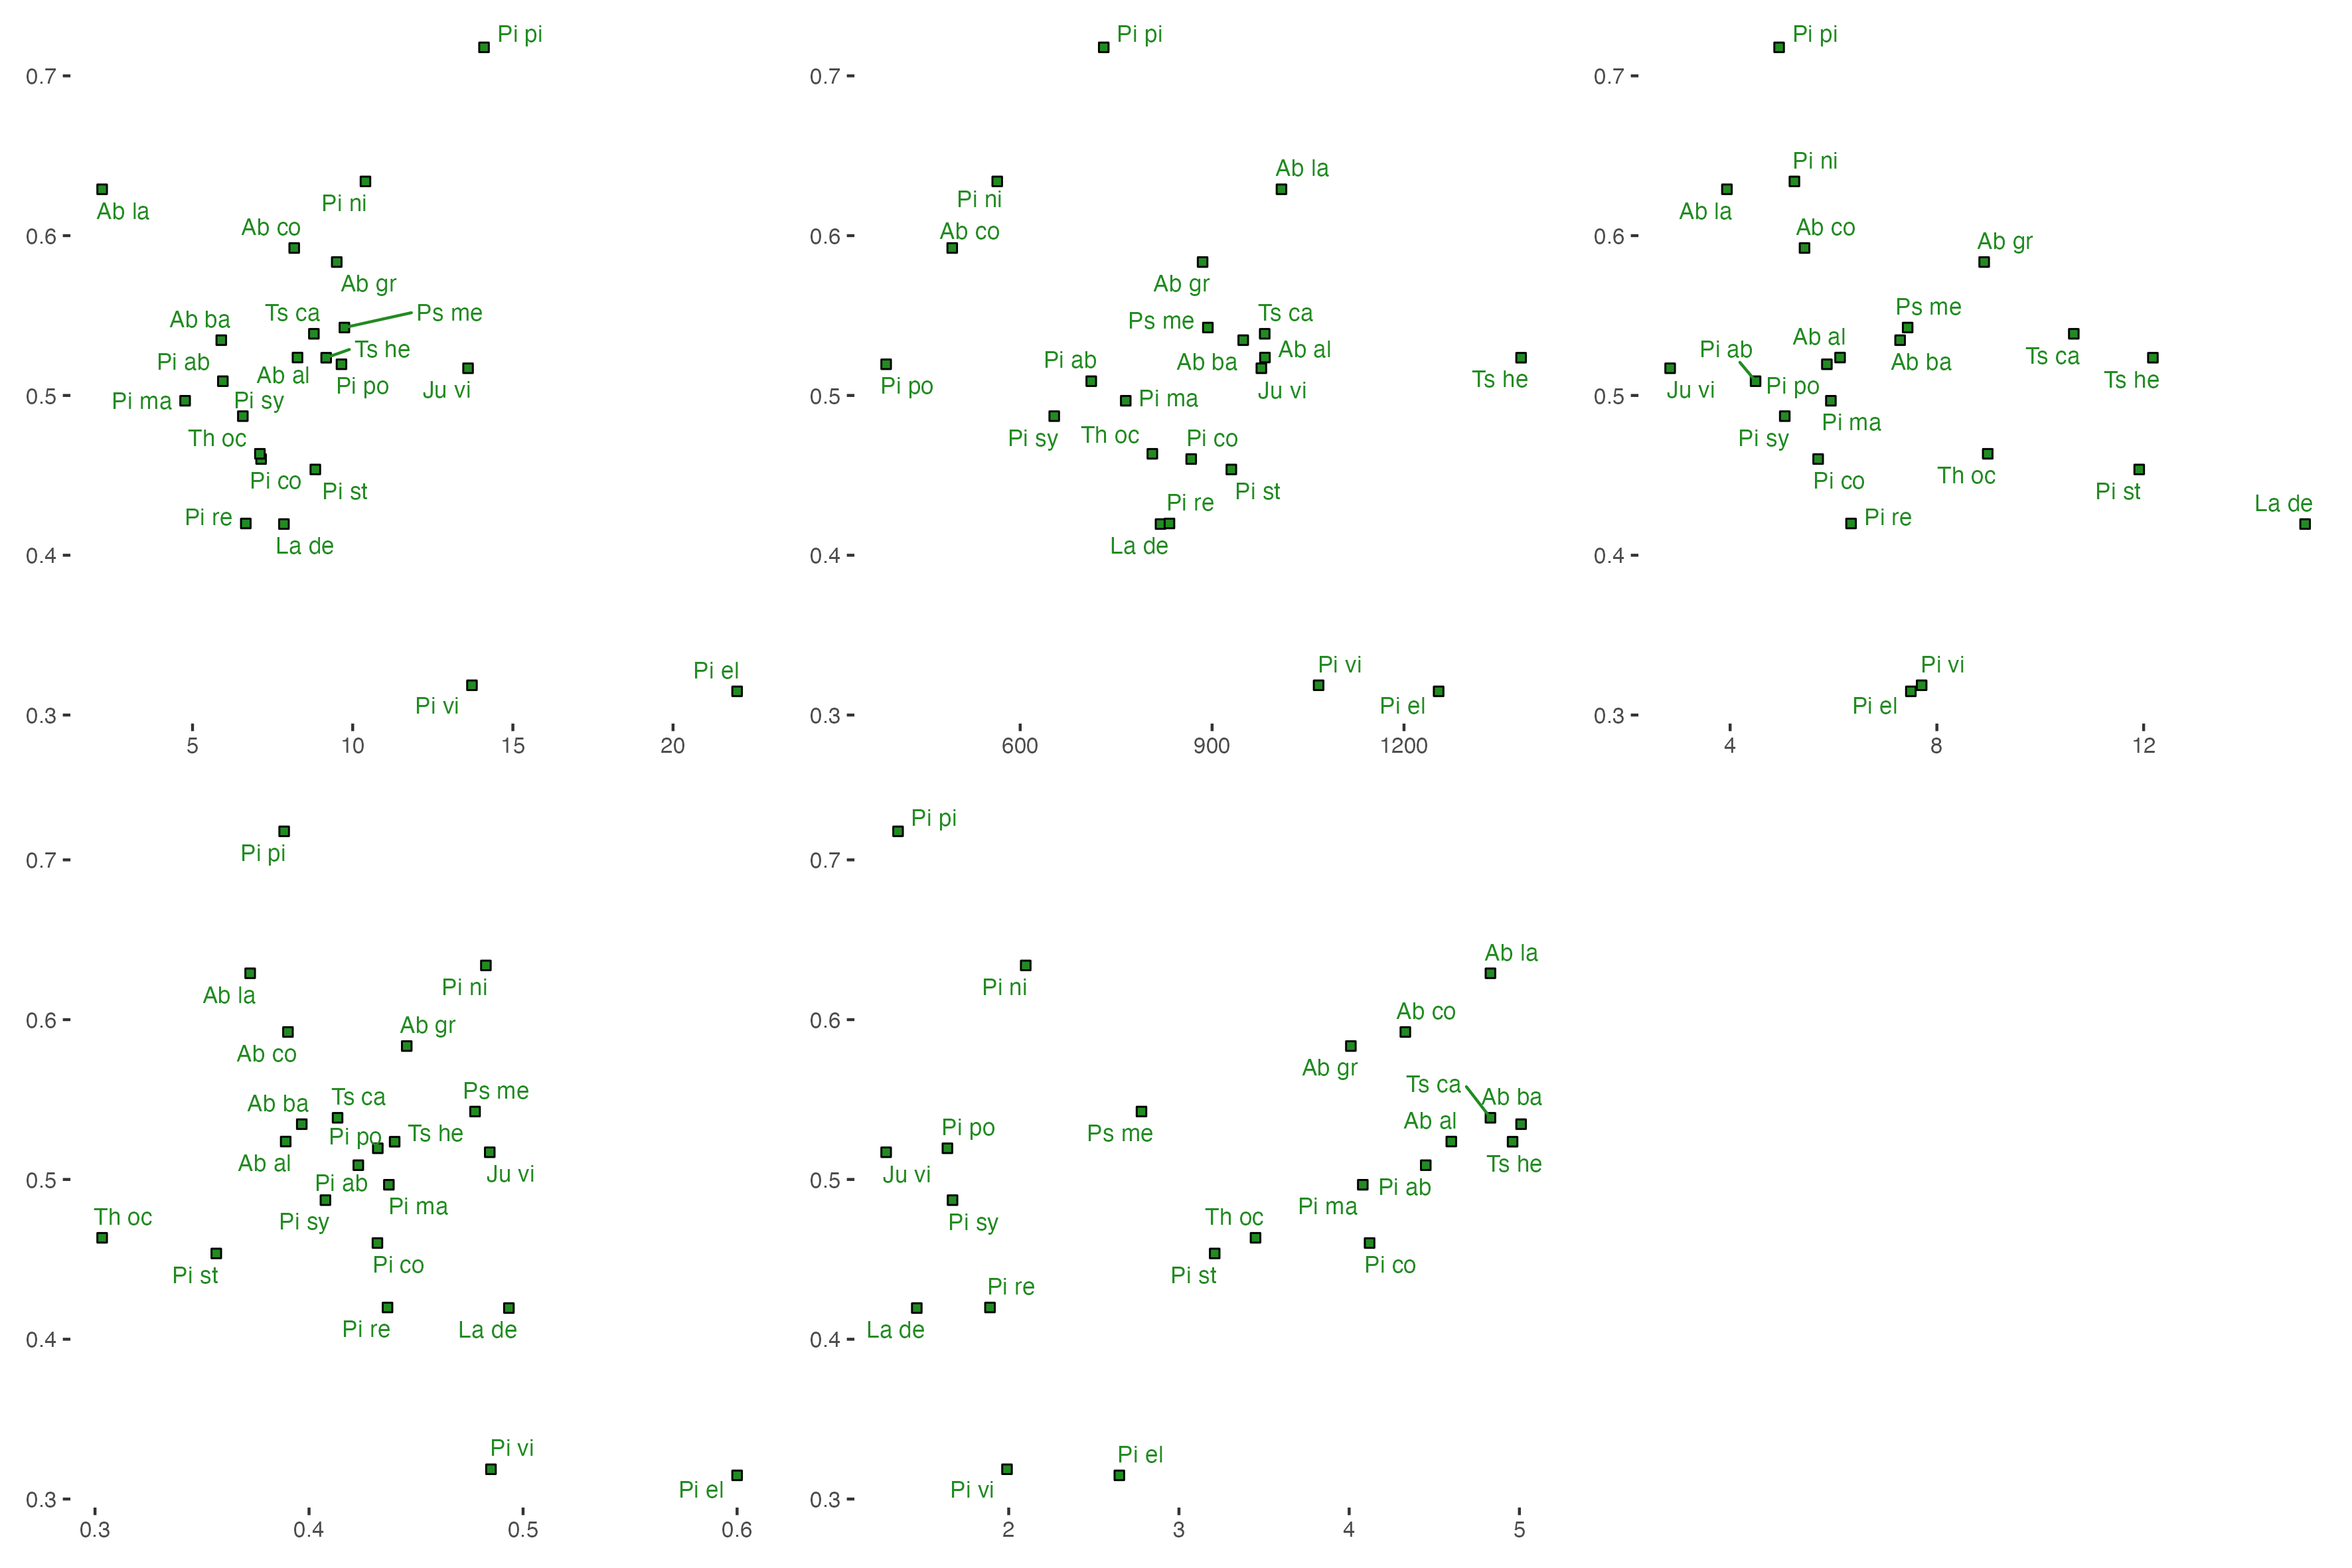 Pi pi
0.7
Ab la
Pi ni
0.6
Ab co
Ab gr
Ab ba
Ts ca
Ps me
Pi ab
Ab al
Ts he
Pi po
Ju vi
0.5
Pi ma
Pi sy
Th oc
Pi co
Pi st
Pi re
La de
0.4
Pi el
Pi vi
0.3
5 10 15 20
Pi pi
0.7
Ab la
Pi ni
0.6
Ab co
Ab gr
Ts ca
Ps me
Ab al
Pi ab
Ab ba
Ts he
Pi po
Ju vi
0.5
Pi ma
Pi sy
Th oc
Pi co
Pi st
Pi re
La de
0.4
Pi vi
Pi el
0.3
600 900 1200
Pi pi
0.7
Pi ni
Ab la
Ab co
0.6
Ab gr
Ps me
Ab al
Pi ab
Ab ba
Ts ca
Ts he
Ju vi
Pi po
0.5
Pi ma
Pi sy
Pi co
Th oc
Pi st
La de
Pi re
0.4
Pi vi
Pi el
0.3
4 8 12
Pi pi
0.7
Ab la
Pi ni
0.6
Ab gr
Ab co
Ps me
Ab ba
Ts ca
Pi po
Ts he
Ab al
Ju vi
Pi ab
0.5
Pi ma
Th oc
Pi sy
Pi co
Pi st
Pi re
La de
0.4
Pi vi
Pi el
0.3
0.3 0.4 0.5 0.6
Pi pi
0.7
Ab la
Pi ni
0.6
Ab co
Ab gr
Ts ca
Ab ba
Pi po
Ps me
Ab al
Ts he
Ju vi
Pi ab
0.5
Pi ma
Pi sy
Th oc
Pi st
Pi co
Pi re
La de
0.4
Pi el
Pi vi
0.3
2 3 4 5